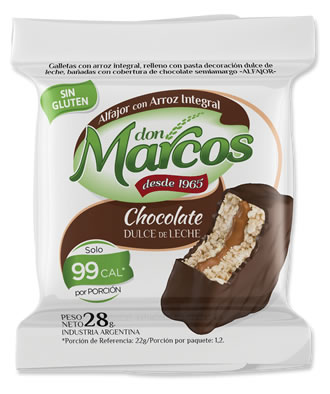 Galletas con arroz integral, relleno con pasta decoración dulce de
leche, bañadas con cobertura de chocolate semiamargo -ALFAJOR-
SIN
GLUTEN
Alfajor con Arroz Integral
don
Marcos
desde 1965
Chocolate
DULCE DE LECHE
Solo
99 CAL*
por PORCIÓN
PESO
NETO 28g.
INDUSTRIA ARGENTINA
*Porción de Referencia: 22g/Porción por paquete: 1,2.